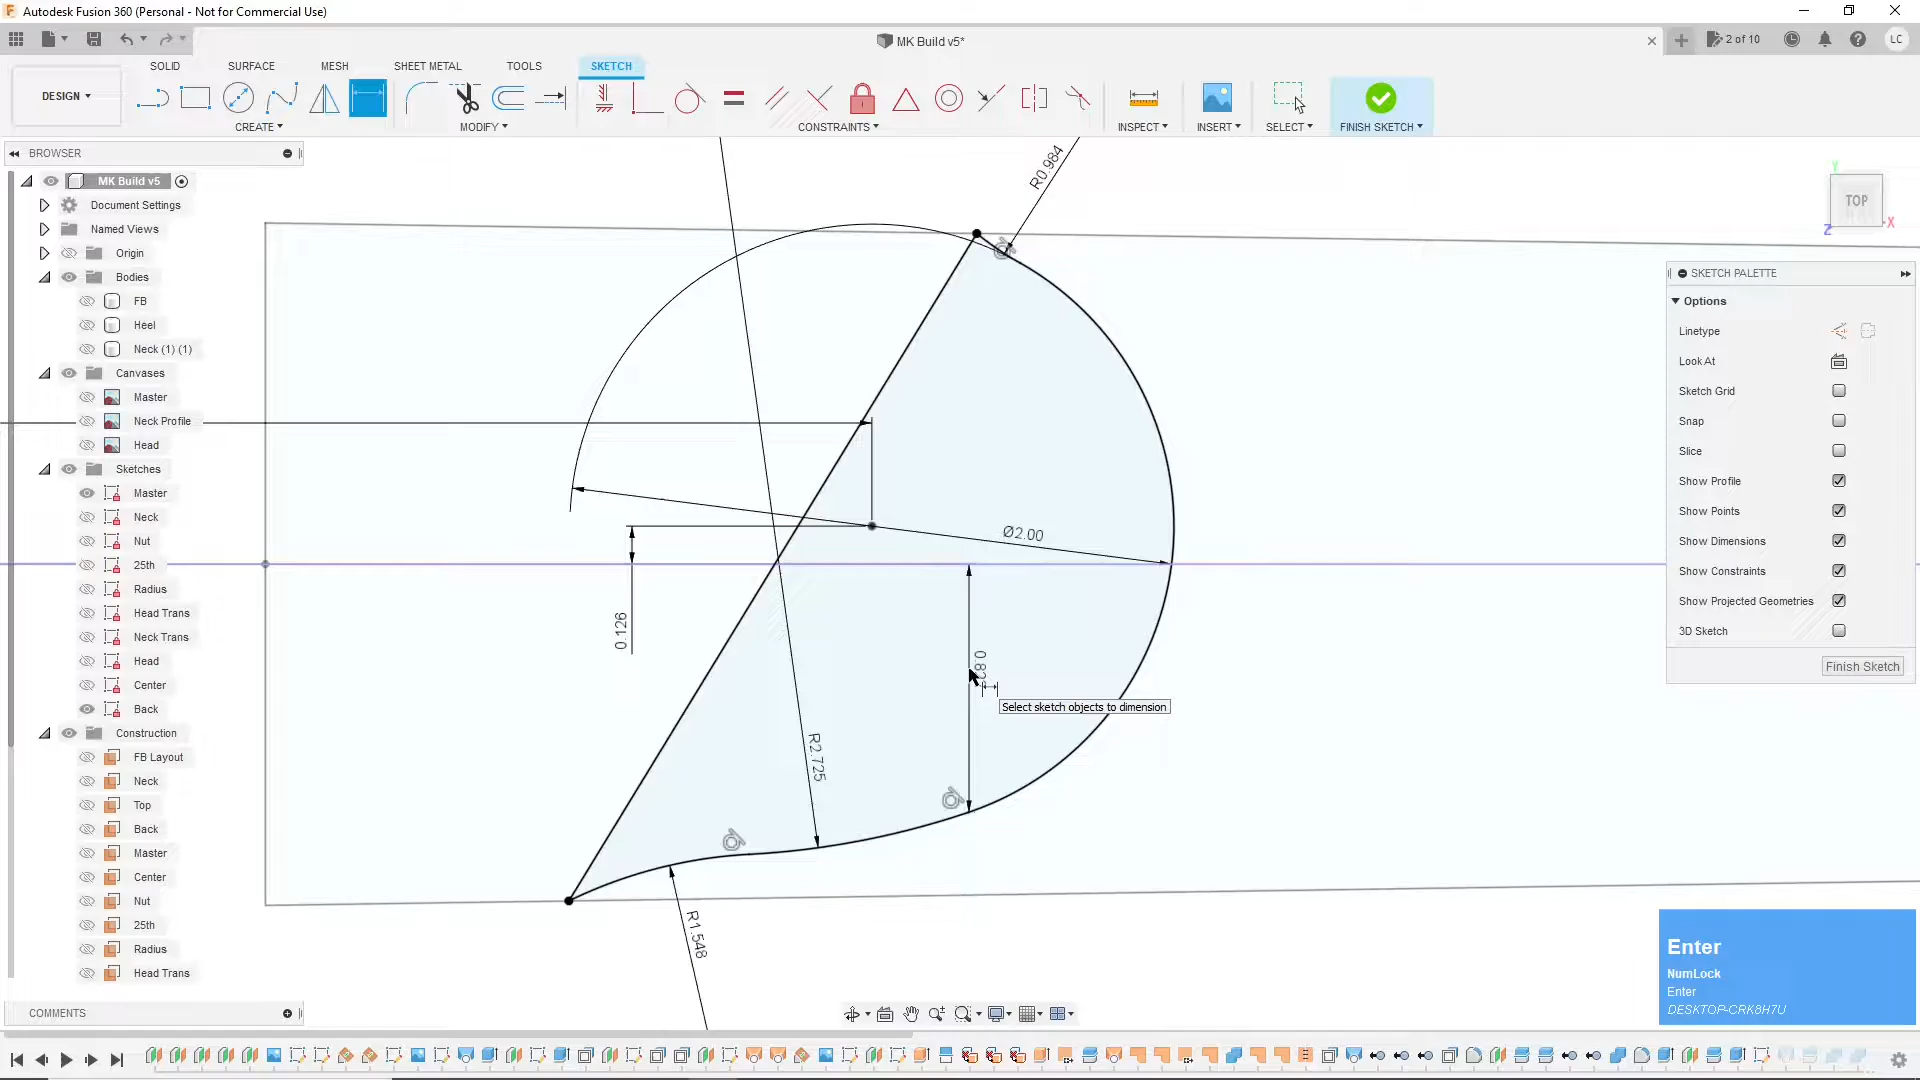 Autodesk Fusion 360 (Personal - Not for Commercial Use)
MK Build v5*
2 of 10
LC
DESIGN
SOLID
SURFACE
MESH
SHEET METAL
TOOLS
SKETCH
CREATE
MODIFY
CONSTRAINTS
INSPECT
INSERT
SELECT
FINISH SKETCH
BROWSER
MK Build v5
Document Settings
Named Views
Origin
Bodies
FB
Heel
Neck (1) (1)
Canvases
Master
Neck Profile
Head
Sketches
Master
Neck
Nut
25th
Radius
Head Trans
Neck Trans
Head
Center
Back
Construction
FB Layout
Neck
Top
Back
Master
Center
Nut
25th
Radius
Head Trans
COMMENTS
R0.984
Ø2.00
0.126
R2.725
R1.548
Select sketch objects to dimension
TOP
Y
X
Z
SKETCH PALETTE
Options
Linetype
Look At
Sketch Grid
Snap
Slice
Show Profile
Show Points
Show Dimensions
Show Constraints
Show Projected Geometries
3D Sketch
Finish Sketch
Enter
NumLock
Enter
DESKTOP-CRK8H7U